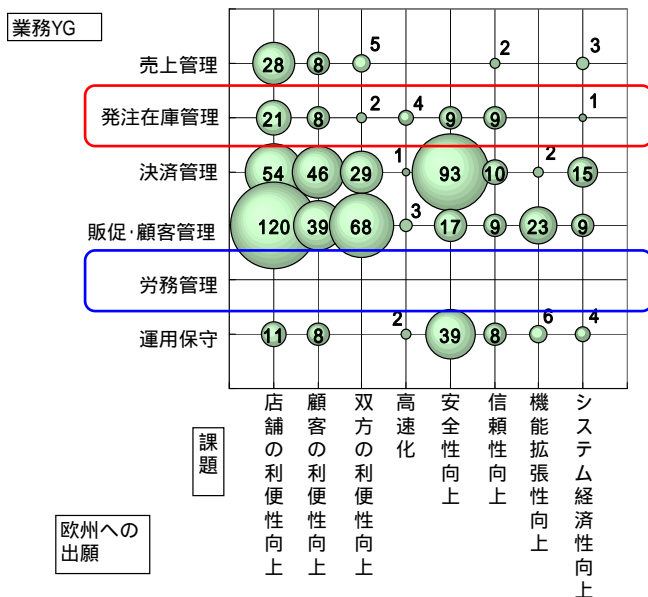 業務YG
売上管理
28 8 5 2 3
発注在庫管理
21 8 2 4 9 9 1
決済管理
54 46 29 1 93 10 2 15
販促・顧客管理
120 39 68 3 17 9 23 9
労務管理
運用保守
11 8 2 39 8 6 4
課題
店舗の利便性向上
顧客の利便性向上
双方の利便性向上
高速化
安全性向上
信頼性向上
機能拡張性向上
システム経済性向上
欧州への
出願